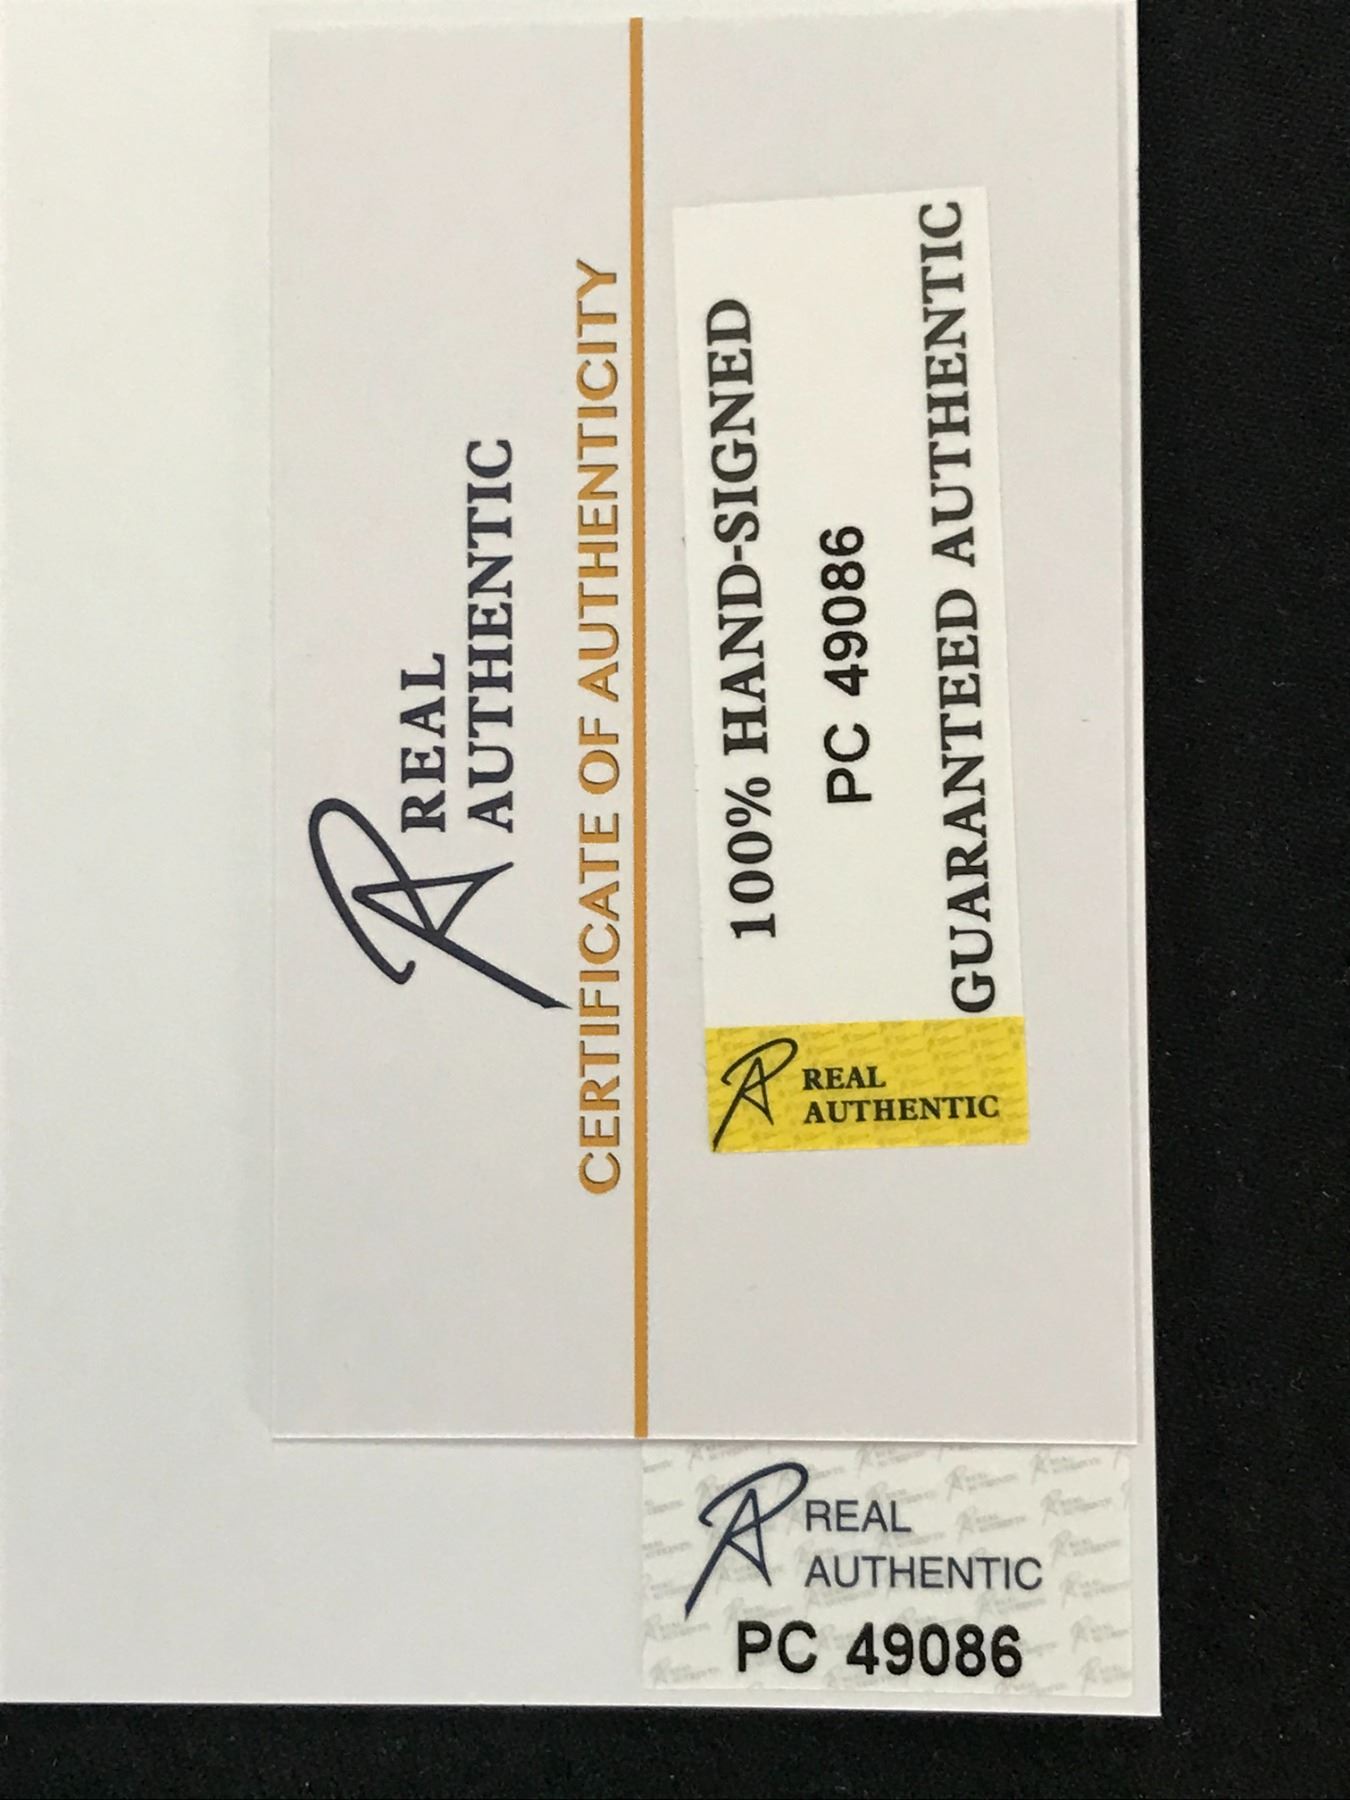 REAL
AUTHENTIC
CERTIFICATE OF AUTHENTICITY
100% HAND-SIGNED
PC 49086
GUARANTEED AUTHENTIC
REAL
AUTHENTIC
REAL
AUTHENTIC
PC 49086